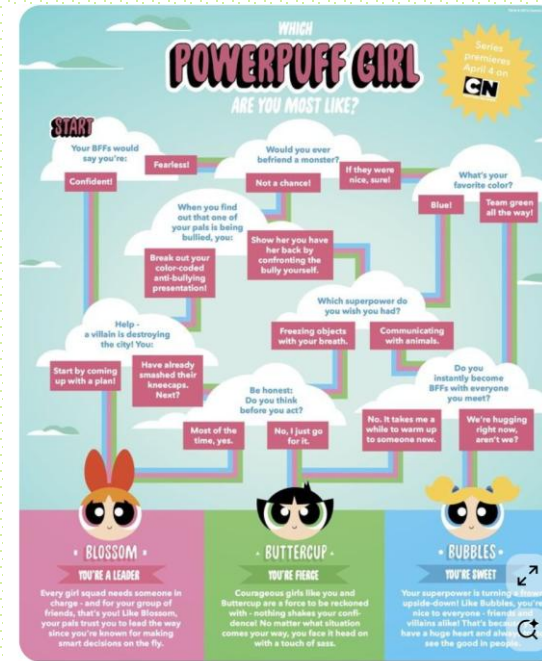 WHICH
POWERPUFF GIRL
ARE YOU MOST LIKE?
Series
premieres
April 4 on
CN
START
Your BFFs would
say you're:
Fearless!
Confident!
Would you ever
befriend a monster?
Not a chance!
If they were
nice, sure!
What's your
favorite color?
Blue!
Team green
all the way!
When you find
out that one of
your pals is being
bullied, you:
Break out your
color-coded
anti-bullying
presentation!
Show her you have
her back by
confronting the
bully yourself.
Which superpower do
you wish you had?
Freezing objects
with your breath.
Communicating
with animals.
Help -
a villain is destroying
the city! You:
Start by coming
up with a plan!
Have already
smashed their
kneecaps.
Next?
Be honest:
Do you think
before you act?
Most of the
time, yes.
No, I just go
for it.
Do you
instantly become
BFFs with everyone
you meet?
No. It takes me a
while to warm up
to someone new.
We're hugging
right now,
aren't we?
• BLOSSOM •
YOU'RE A LEADER
Every girl squad needs someone in
charge - and for your group of
friends, that's you! Like Blossom,
your pals trust you to lead the way
since you're known for making
smart decisions on the fly.
• BUTTERCUP •
YOU'RE FIERCE
Courageous girls like you and
Buttercup are a force to be reckoned
with - nothing shakes your confi-
dence! No matter what situation
comes your way, you face it head on
with a touch of sass.
• BUBBLES •
YOU'RE SWEET
Your superpower is turning a
upside-down! Like Bubbles, you're
nice to everyone - friends and
villains alike! That's
have a huge heart and
see the good in